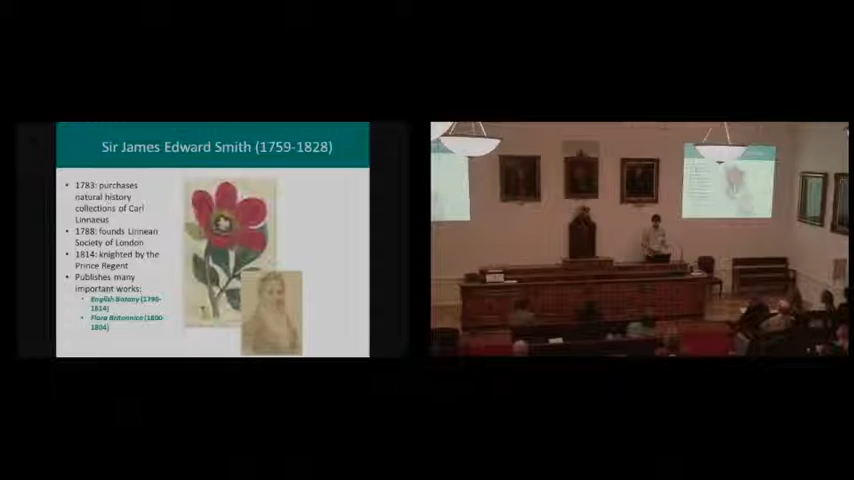 Sir James Edward Smith (1759-1828)
• 1783: purchases
natural history
collections of Carl
Linnaeus
• 1788: founds Linnean
Society of London
• 1814: knighted by the
Prince Regent
• Publishes many
important works:
• English Botany (1790-
1814)
• Flora Britannica (1800-
1804)